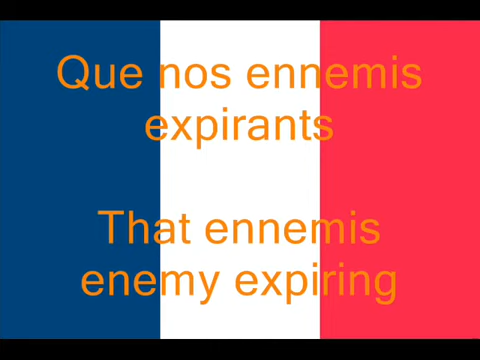 Que nos ennemis
expirants
That ennemis
enemy expiring